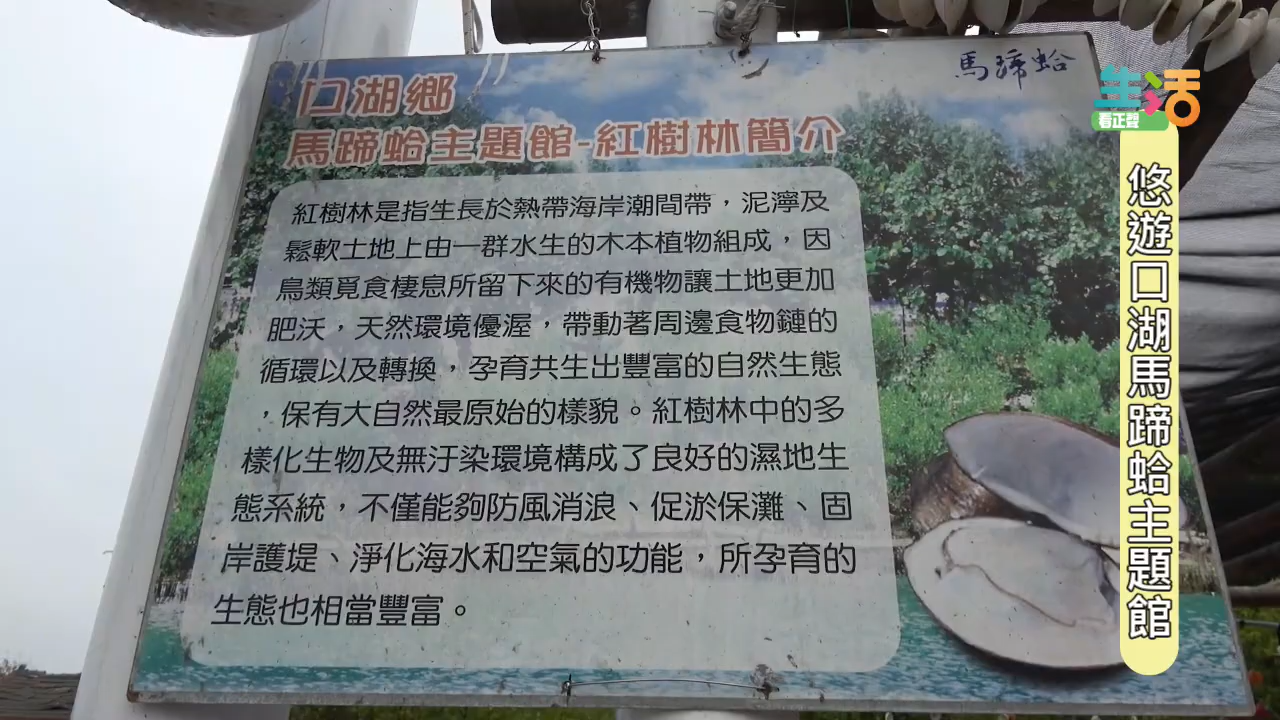 口湖鄉
馬蹄蛤主題館-紅樹林簡介
馬蹄蛤
紅樹林是指生長於熱帶海岸潮間帶，泥濘及
鬆軟土地上由一群水生的木本植物組成，因
鳥類覓食棲息所留下來的有機物讓土地更加
肥沃，天然環境優渥，帶動著周邊食物鏈的
循環以及轉換，孕育共生出豐富的自然生態
，保有大自然最原始的樣貌。紅樹林中的多
樣化生物及無汙染環境構成了良好的濕地生
態系統，不僅能夠防風消浪、促淤保灘、固
岸護堤、淨化海水和空氣的功能，所孕育的
生態也相當豐富。
生活
看正翌
悠遊口湖馬蹄蛤主題館